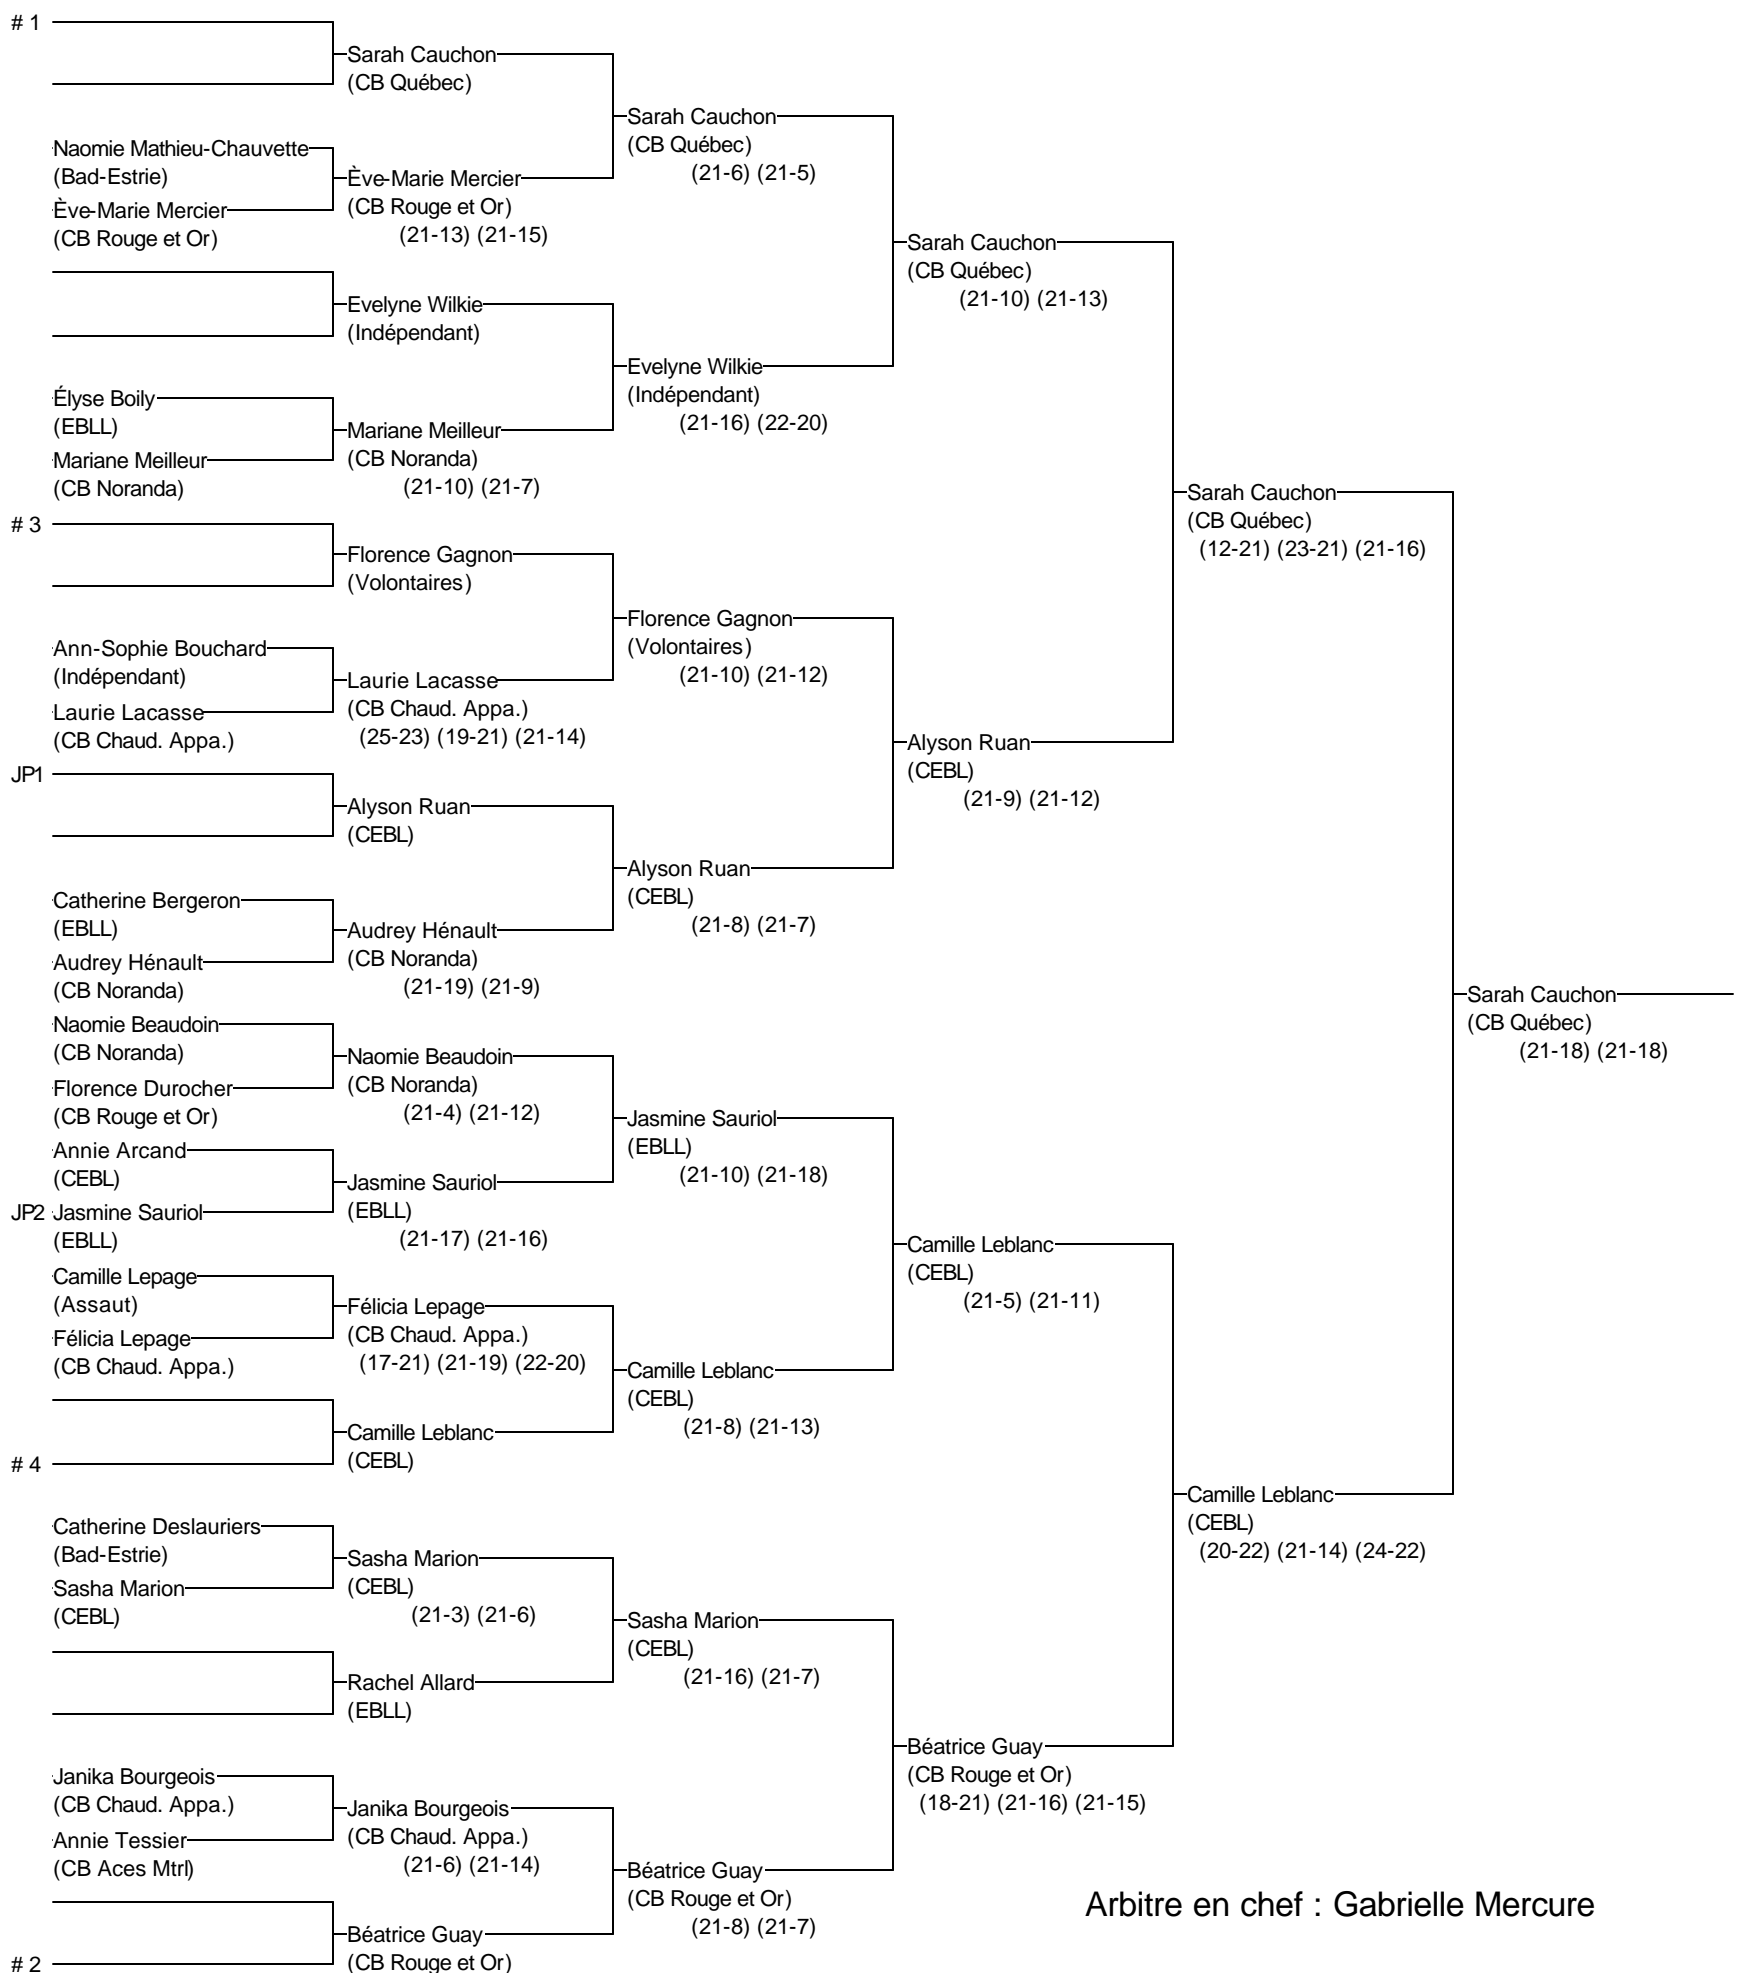 # 1
Sarah Cauchon
(CB Québec)
Naomie Mathieu-Chauvette
(Bad-Estrie)
Ève-Marie Mercier
(CB Rouge et Or)
Ève-Marie Mercier
(CB Rouge et Or)
(21-13) (21-15)
Sarah Cauchon
(CB Québec)
(21-6) (21-5)
Evelyne Wilkie
(Indépendant)
Élyse Boily
(EBLL)
Mariane Meilleur
(CB Noranda)
Mariane Meilleur
(CB Noranda)
(21-10) (21-7)
Evelyne Wilkie
(Indépendant)
(21-16) (22-20)
Sarah Cauchon
(CB Québec)
(21-10) (21-13)
# 3
Florence Gagnon
(Volontaires)
Ann-Sophie Bouchard
(Indépendant)
Laurie Lacasse
(CB Chaud. Appa.)
Laurie Lacasse
(CB Chaud. Appa.)
(25-23) (19-21) (21-14)
Florence Gagnon
(Volontaires)
(21-10) (21-12)
JP1
Alyson Ruan
(CEBL)
Catherine Bergeron
(EBLL)
Audrey Hénault
(CB Noranda)
Audrey Hénault
(CB Noranda)
(21-19) (21-9)
Alyson Ruan
(CEBL)
(21-8) (21-7)
Alyson Ruan
(CEBL)
(21-9) (21-12)
Sarah Cauchon
(CB Québec)
(12-21) (23-21) (21-16)
Naomie Beaudoin
(CB Noranda)
Florence Durocher
(CB Rouge et Or)
Naomie Beaudoin
(CB Noranda)
(21-4) (21-12)
Annie Arcand
(CEBL)
JP2 Jasmine Sauriol
(EBLL)
Jasmine Sauriol
(EBLL)
(21-17) (21-16)
Jasmine Sauriol
(EBLL)
(21-10) (21-18)
Camille Lepage
(Assaut)
Félicia Lepage
(CB Chaud. Appa.)
Félicia Lepage
(CB Chaud. Appa.)
(17-21) (21-19) (22-20)
Camille Leblanc
(CEBL)
# 4
Camille Leblanc
(CEBL)
(21-8) (21-13)
Camille Leblanc
(CEBL)
(21-5) (21-11)
Catherine Deslauriers
(Bad-Estrie)
Sasha Marion
(CEBL)
Sasha Marion
(CEBL)
(21-3) (21-6)
Rachel Allard
(EBLL)
Sasha Marion
(CEBL)
(21-16) (21-7)
Janika Bourgeois
(CB Chaud. Appa.)
Annie Tessier
(CB Aces Mtrl)
Janika Bourgeois
(CB Chaud. Appa.)
(21-6) (21-14)
Béatrice Guay
(CB Rouge et Or)
# 2
Béatrice Guay
(CB Rouge et Or)
(21-8) (21-7)
Béatrice Guay
(CB Rouge et Or)
(18-21) (21-16) (21-15)
Camille Leblanc
(CEBL)
(20-22) (21-14) (24-22)
Sarah Cauchon
(CB Québec)
(21-18) (21-18)
Arbitre en chef : Gabrielle Mercure